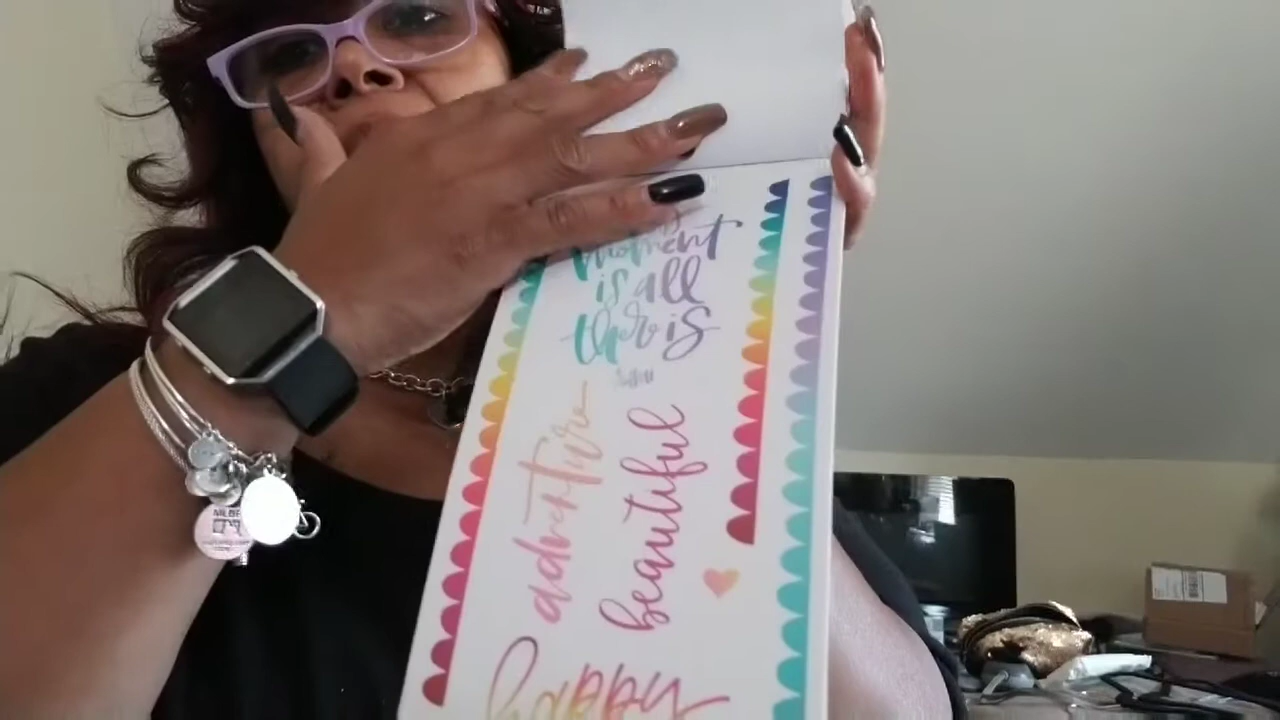 moment
is all
there is
adventure
beautiful
happy